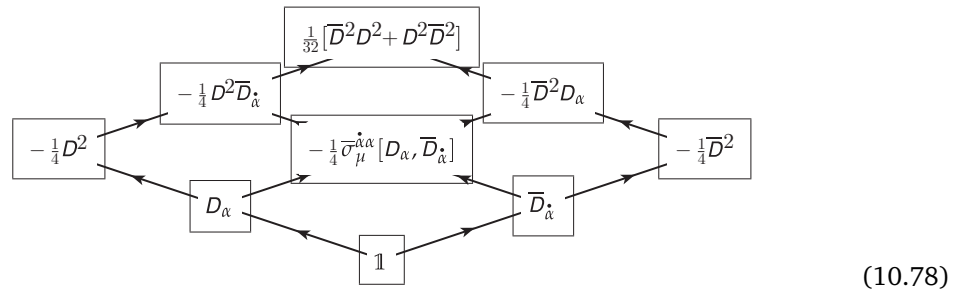 1/32 [D̅²D² + D²D̅²]
−1/4 D²D̅_α̇
−1/4 D̅²D_α
−1/4 D²
−1/4 σ̅_μ^α̇α [D_α, D̅_α̇]
−1/4 D̅²
D_α
D̅_α̇
𝟙
(10.78)